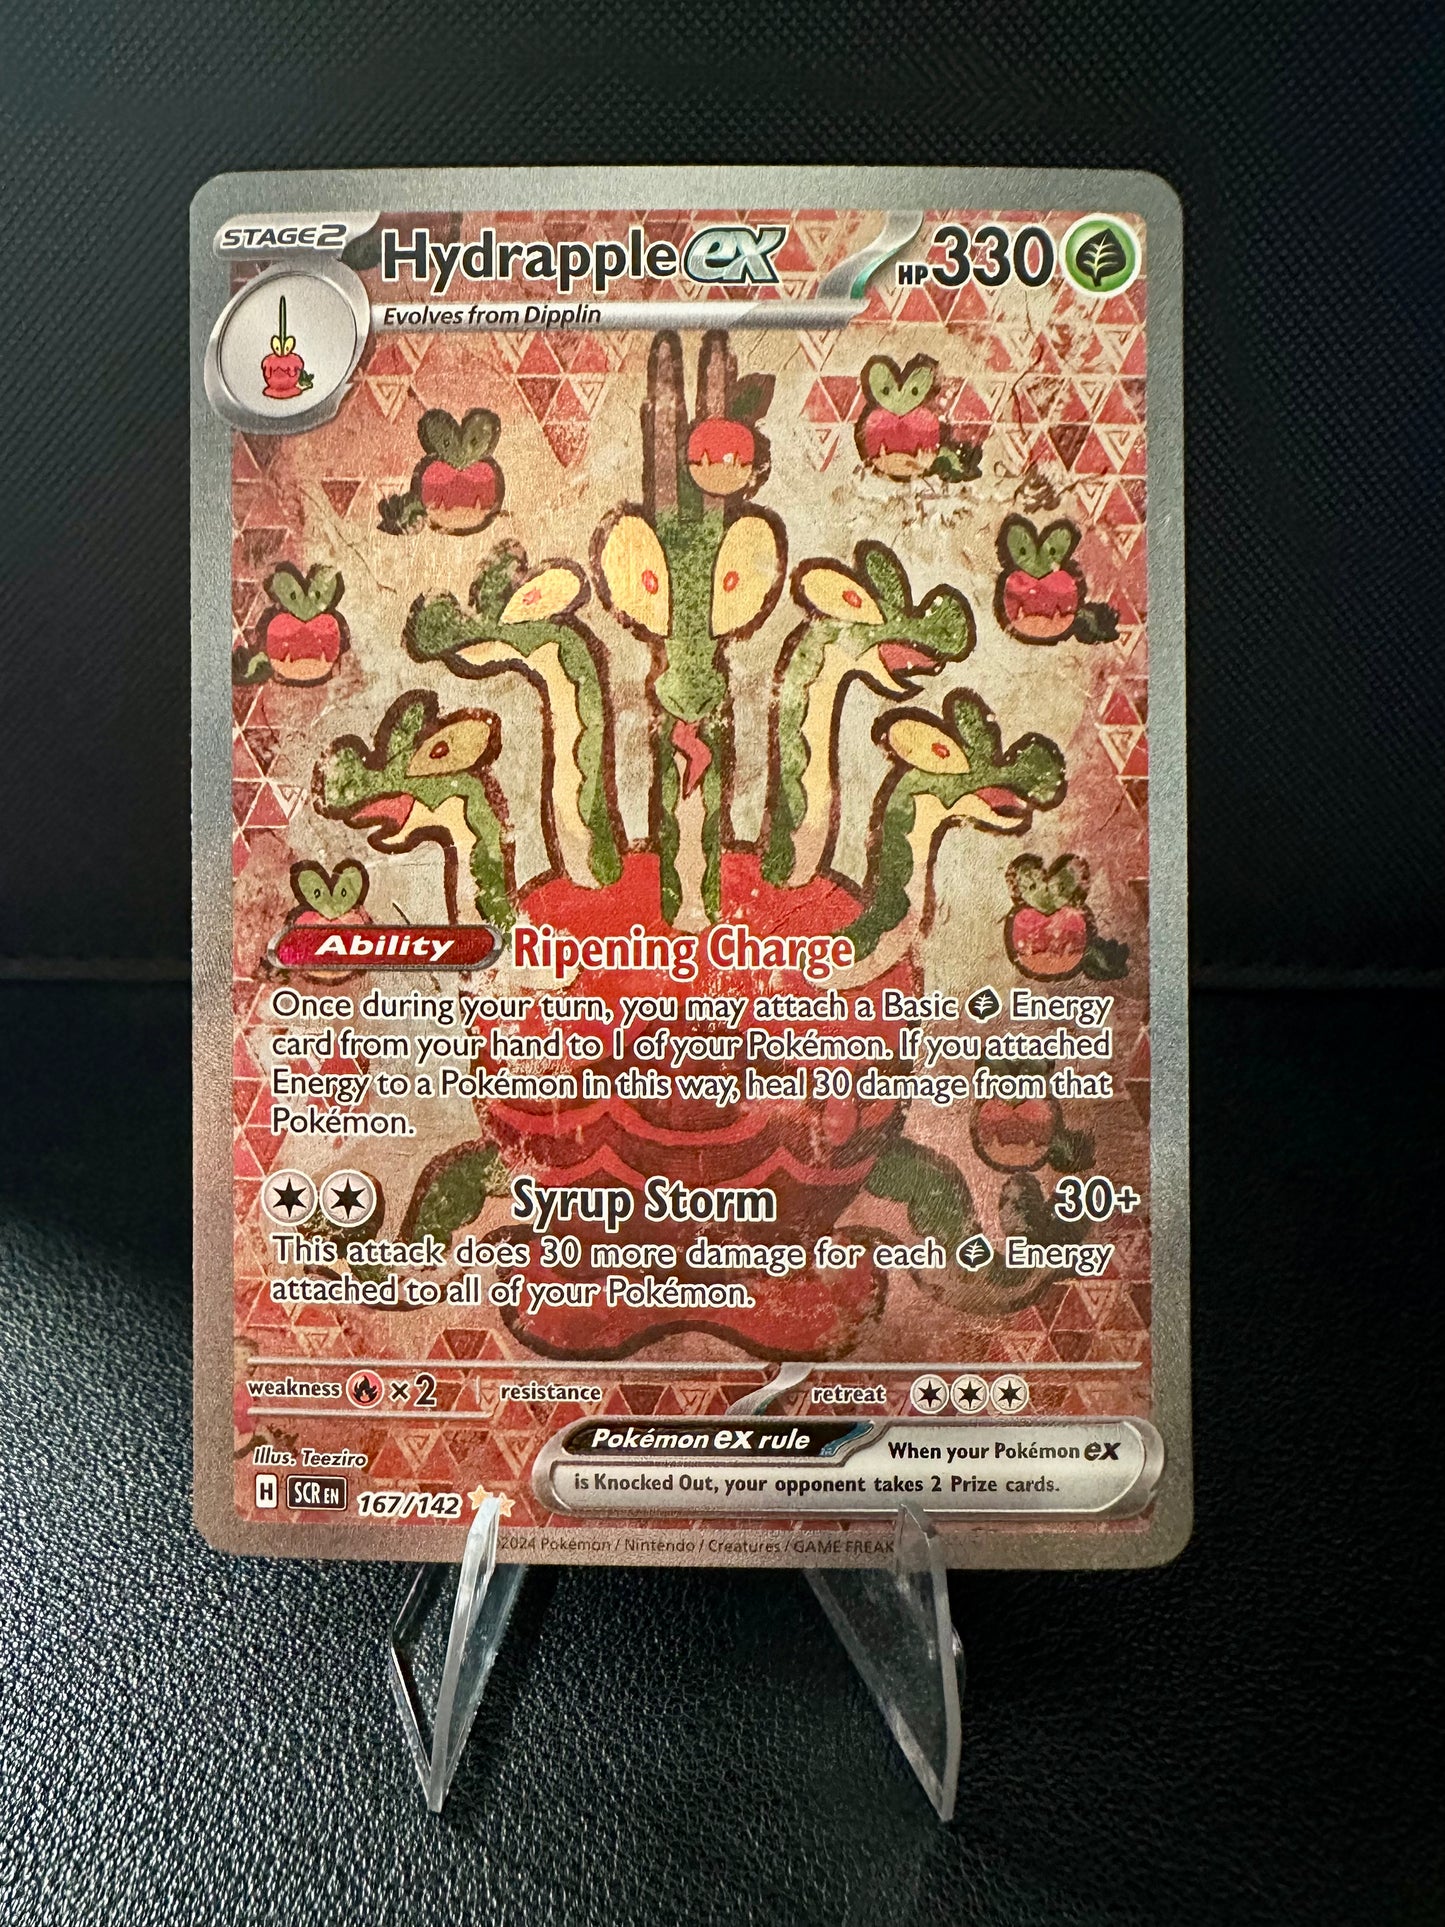 STAGE2 Hydrapple ex HP330
Evolves from Dipplin
Ability Ripening Charge
Once during your turn, you may attach a Basic Energy
card from your hand to 1 of your Pokémon. If you attached
Energy to a Pokémon in this way, heal 30 damage from that
Pokémon.
Syrup Storm 30+
This attack does 30 more damage for each Energy
attached to all of your Pokémon.
weakness ×2 resistance retreat
Pokémon ex rule When your Pokémon ex
is Knocked Out, your opponent takes 2 Prize cards.
Illus. Teeziro
H SCR EN 167/142
2024 Pokémon / Nintendo / Creatures / GAME FREAK